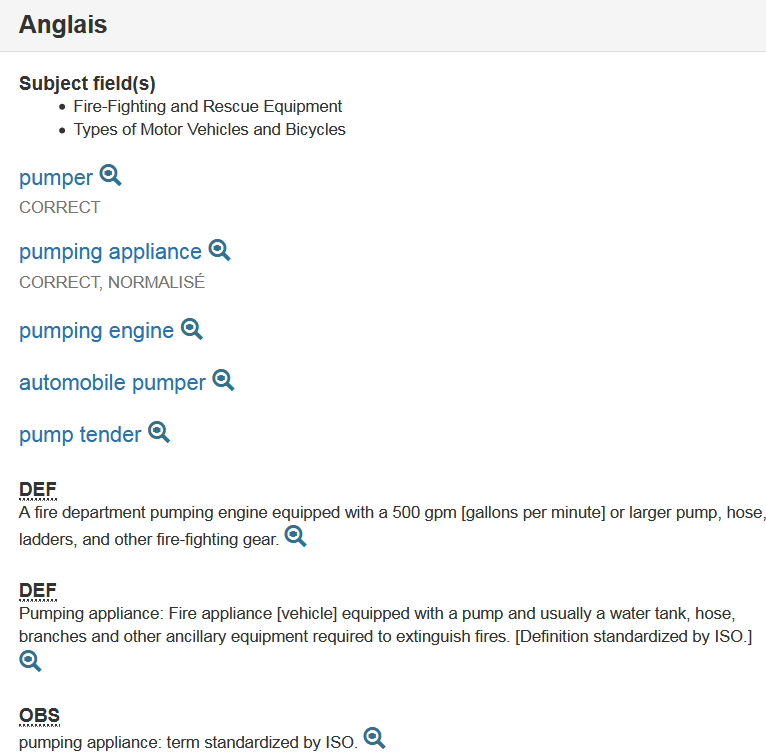 Anglais
Subject field(s)
• Fire-Fighting and Rescue Equipment
• Types of Motor Vehicles and Bicycles
pumper
CORRECT
pumping appliance
CORRECT, NORMALISÉ
pumping engine
automobile pumper
pump tender
DEF
A fire department pumping engine equipped with a 500 gpm [gallons per minute] or larger pump, hose,
ladders, and other fire-fighting gear.
DEF
Pumping appliance: Fire appliance [vehicle] equipped with a pump and usually a water tank, hose,
branches and other ancillary equipment required to extinguish fires. [Definition standardized by ISO.]
OBS
pumping appliance: term standardized by ISO.